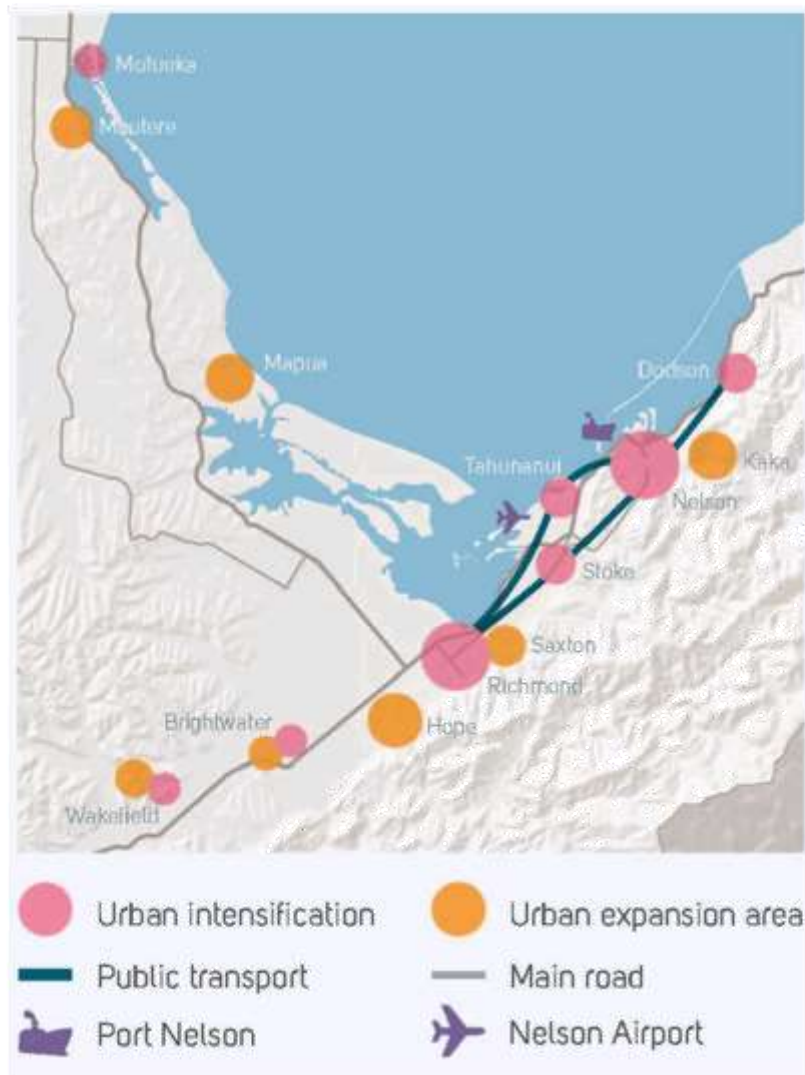 Motueka
Moutere
Mapua
Dodson
Kaka
Tahunanui
Nelson
Stoke
Saxton
Richmond
Brightwater
Hope
Wakefield
Urban intensification
Urban expansion area
Public transport
Main road
Port Nelson
Nelson Airport